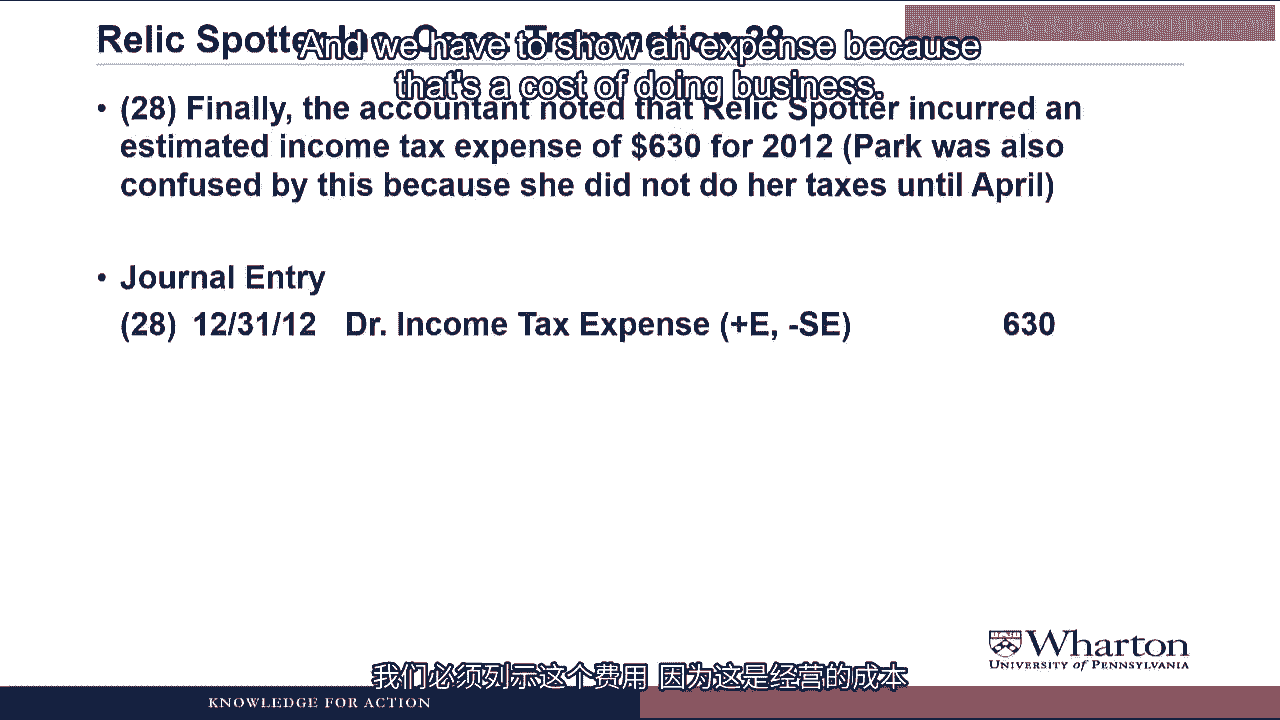 Relic Spotter Inc. Case: Transaction 28
And we have to show an expense because
that's a cost of doing business.
• (28) Finally, the accountant noted that Relic Spotter incurred an
estimated income tax expense of $630 for 2012 (Park was also
confused by this because she did not do her taxes until April)
• Journal Entry
(28) 12/31/12 Dr. Income Tax Expense (+E, -SE) 630
Wharton
UNIVERSITY of PENNSYLVANIA
我们必须列示这个费用 因为这是经营的成本
KNOWLEDGE FOR ACTION